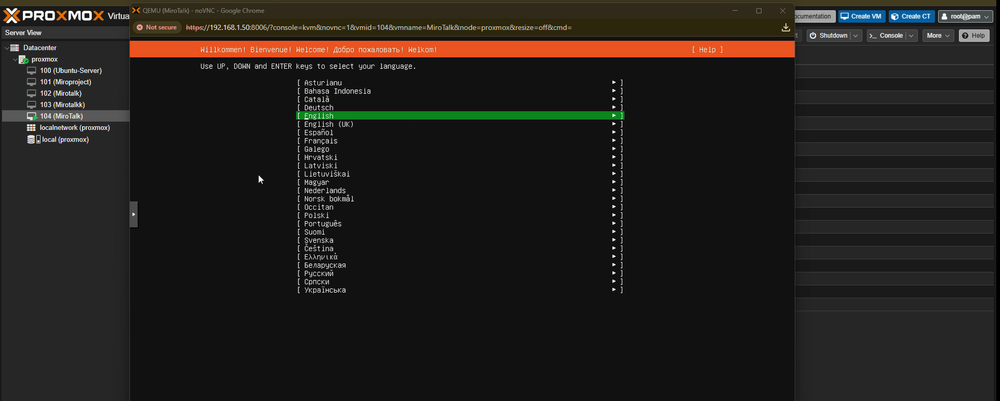 QEMU (MiroTalk) - noVNC - Google Chrome
PROXMOX Virtua
ocumentation
Create VM
Create CT
root@pam
Not secure
https://192.168.1.50:8006/?console=kvm&novnc=1&vmid=104&vmname=MiroTalk&node=proxmox&resize=off&cmd=
Server View
Shutdown
>_ Console
More
Help
Datacenter
proxmox
100 (Ubuntu-Server)
101 (Miroproject)
102 (Mirotalk)
103 (Mirotalkk)
104 (MiroTalk)
localnetwork (proxmox)
local (proxmox)
Willkommen! Bienvenue! Welcome! Добро пожаловать! Welkom! [ Help ]
Use UP, DOWN and ENTER keys to select your language.
[ Asturianu ▸ ]
[ Bahasa Indonesia ▸ ]
[ Català ▸ ]
[ Deutsch ▸ ]
[ English ▸ ]
[ English (UK) ▸ ]
[ Español ▸ ]
[ Français ▸ ]
[ Galego ▸ ]
[ Hrvatski ▸ ]
[ Latviski ▸ ]
[ Lietuviškai ▸ ]
[ Magyar ▸ ]
[ Nederlands ▸ ]
[ Norsk bokmål ▸ ]
[ Occitan ▸ ]
[ Polski ▸ ]
[ Português ▸ ]
[ Suomi ▸ ]
[ Svenska ▸ ]
[ Čeština ▸ ]
[ Ελληνικά ▸ ]
[ Беларуская ▸ ]
[ Русский ▸ ]
[ Српски ▸ ]
[ Українська ▸ ]